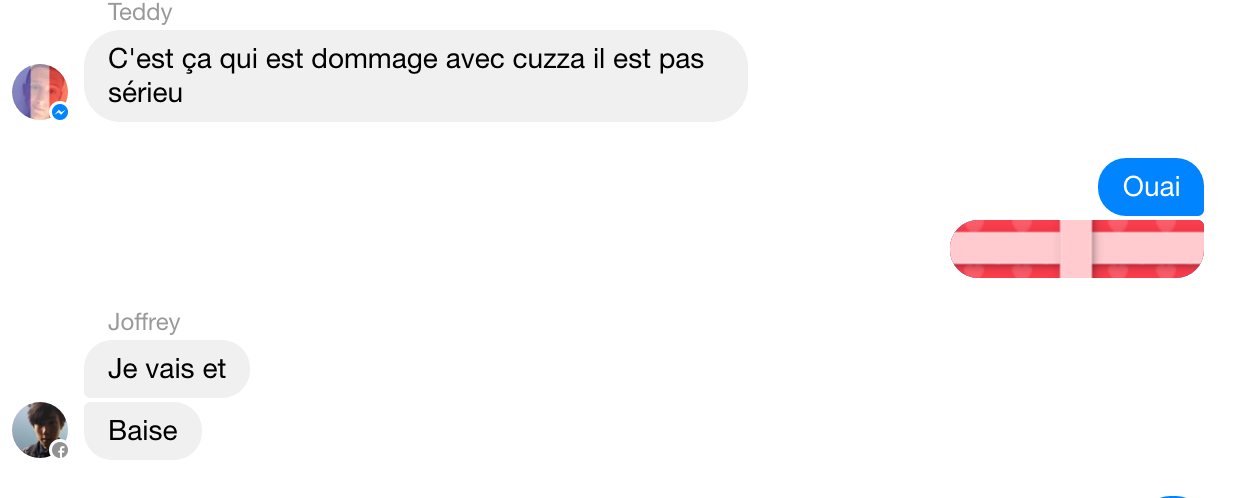 Teddy
C'est ça qui est dommage avec cuzza il est pas
sérieu
Ouai
Joffrey
Je vais et
Baise